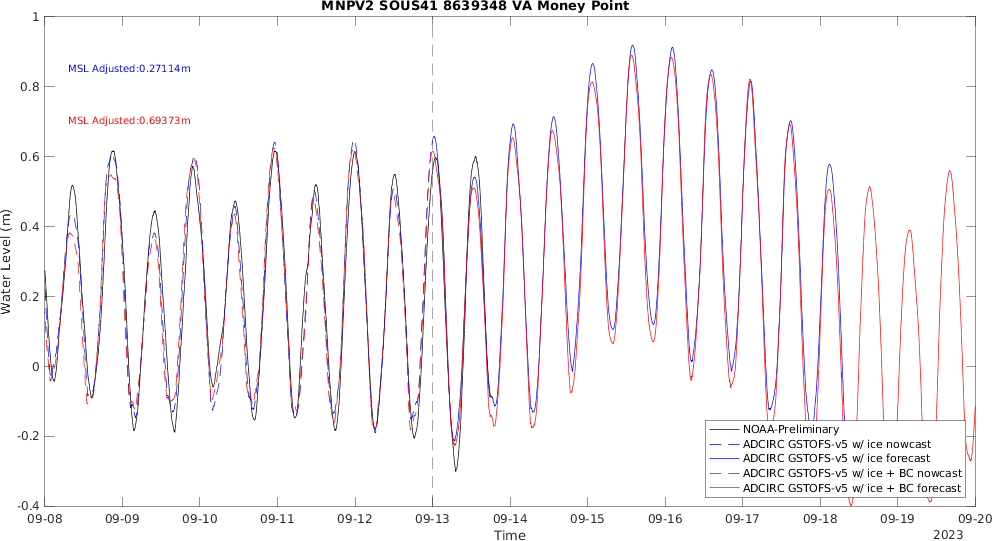 MNPV2 SOUS41 8639348 VA Money Point
1
0.8
0.6
0.4
0.2
0
-0.2
-0.4
Water Level (m)
MSL Adjusted:0.27114m
MSL Adjusted:0.69373m
NOAA-Preliminary
ADCIRC GSTOFS-v5 w/ ice nowcast
ADCIRC GSTOFS-v5 w/ ice forecast
ADCIRC GSTOFS-v5 w/ ice + BC nowcast
ADCIRC GSTOFS-v5 w/ ice + BC forecast
09-08 09-09 09-10 09-11 09-12 09-13 09-14 09-15 09-16 09-17 09-18 09-19 09-20
Time
2023